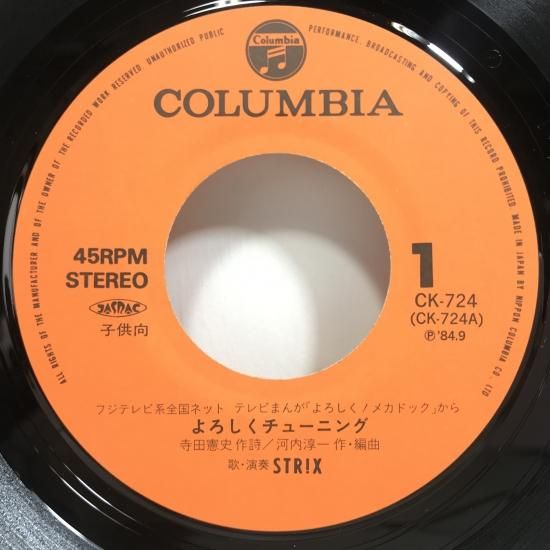 ALL RIGHTS OF THE MANUFACTURER AND OF THE OWNER OF THE RECORDED WORK RESERVED. UNAUTHORIZED PUBLIC PERFORMANCE, BROADCASTING AND COPYING OF THIS RECORD PROHIBITED. MADE IN JAPAN BY NIPPON COLUMBIA CO. LTD
Columbia
COLUMBIA
45RPM
STEREO
JASRAC
子供向
1
CK-724
(CK-724A)
Ⓟ'84.9
フジテレビ系全国ネット テレビまんが「よろしく!メカドック」から
よろしくチューニング
寺田憲史 作詩/河内淳一 作・編曲
歌・演奏 STR!X